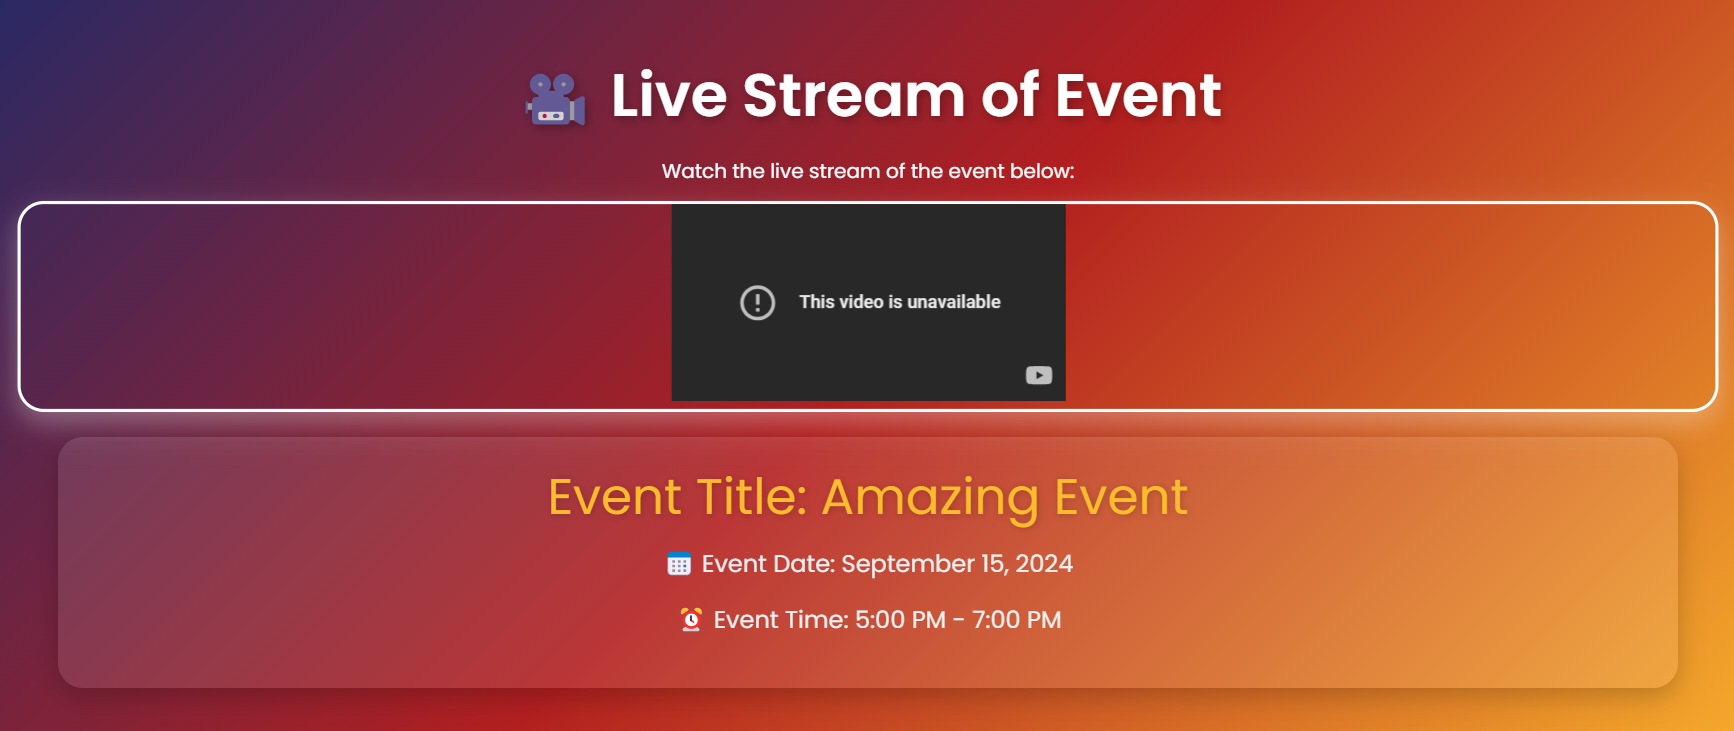 Live Stream of Event
Watch the live stream of the event below:
This video is unavailable
Event Title: Amazing Event
Event Date: September 15, 2024
Event Time: 5:00 PM - 7:00 PM